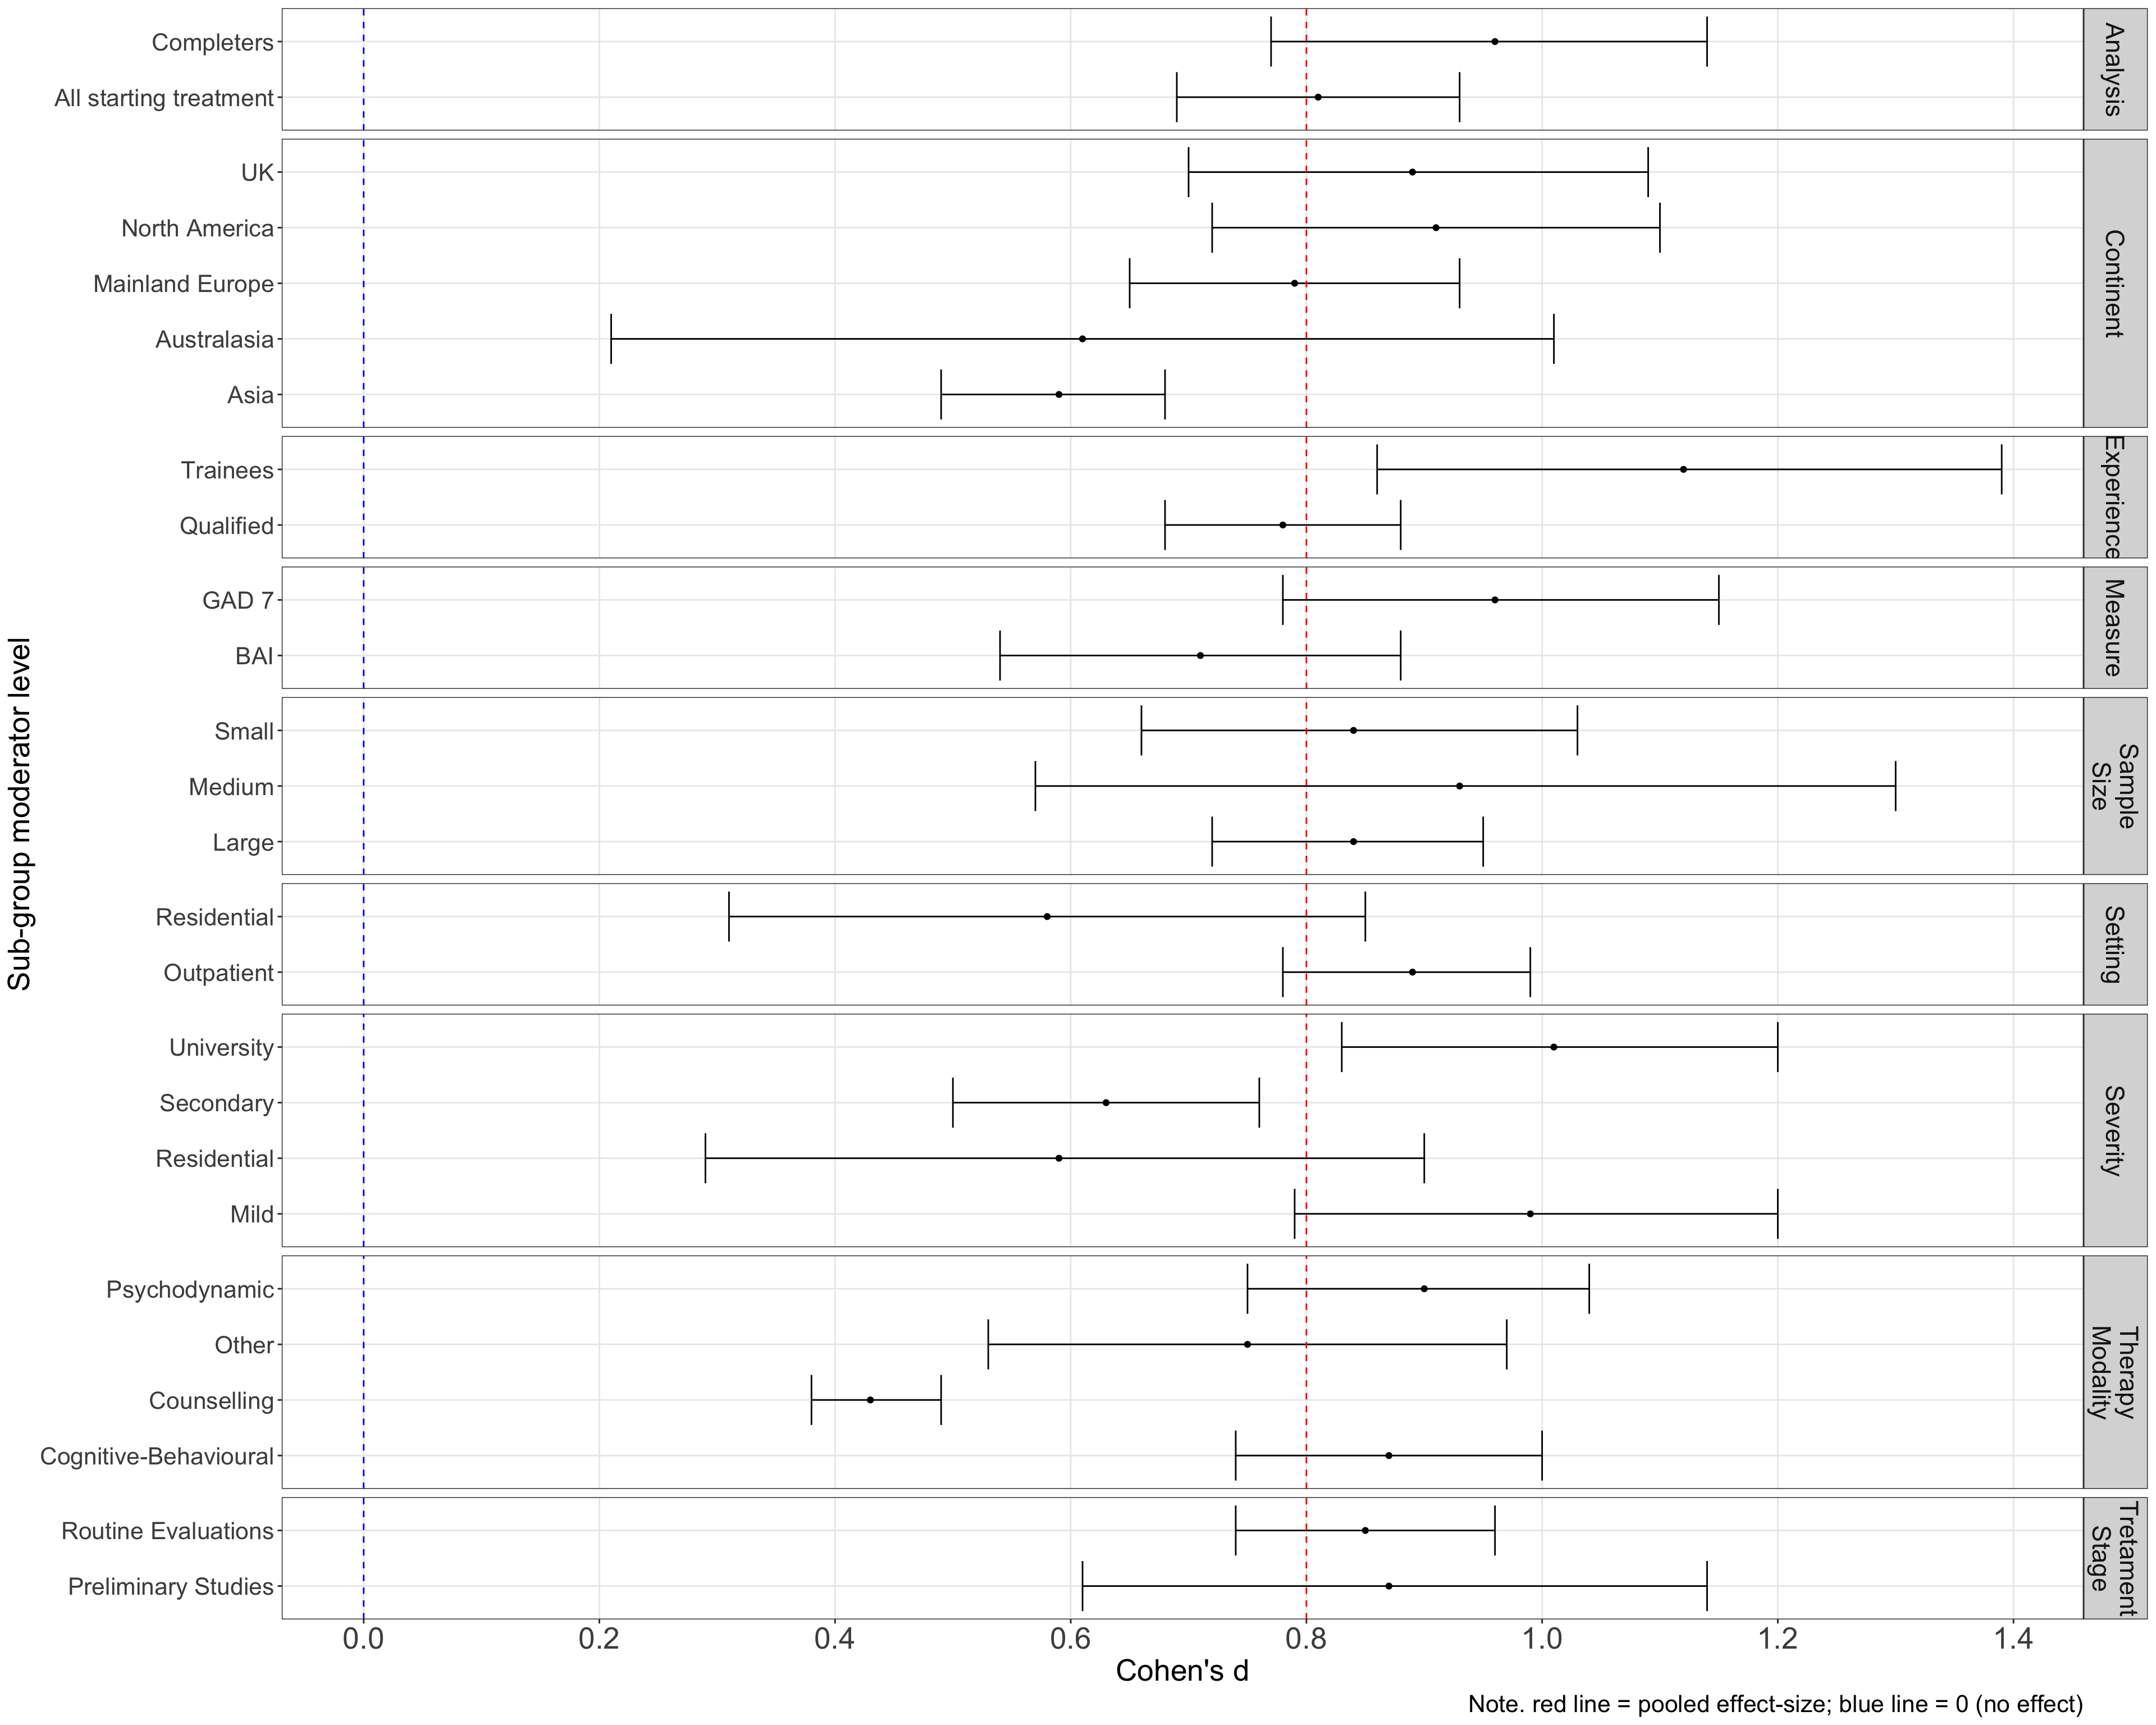 Completers
All starting treatment
Analysis
UK
North America
Mainland Europe
Australasia
Asia
Continent
Trainees
Qualified
Experience
GAD 7
BAI
Measure
Small
Medium
Large
Sample
Size
Residential
Outpatient
Setting
University
Secondary
Residential
Mild
Severity
Psychodynamic
Other
Counselling
Cognitive-Behavioural
Therapy
Modality
Routine Evaluations
Preliminary Studies
Tretament
Stage
Sub-group moderator level
0.0 0.2 0.4 0.6 0.8 1.0 1.2 1.4
Cohen's d
Note. red line = pooled effect-size; blue line = 0 (no effect)